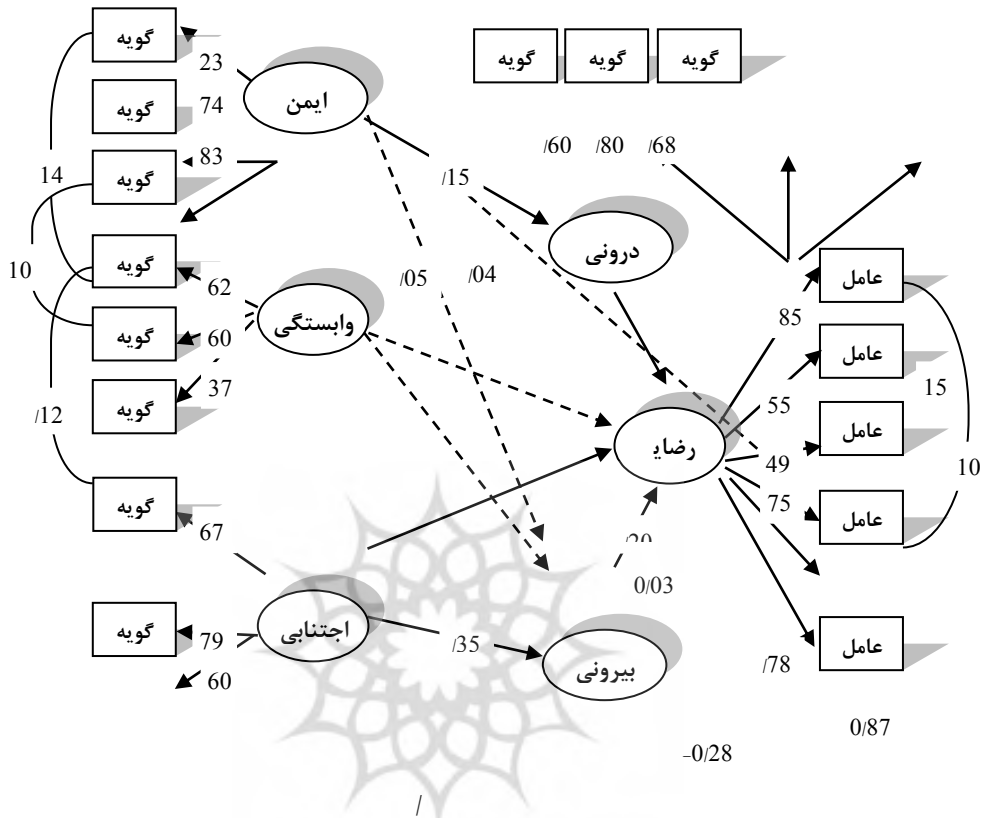 گویه
گویه
گویه
گویه
23
ایمن
74
گویه
83
گویه
/60
/80
/68
/15
14
درونی
گویه
10
62
/05
/04
عامل
وابستگی
85
گویه
60
عامل
37
گویه
/12
55
15
رضای
عامل
49
10
گویه
75
عامل
67
/20
0/03
اجتنابی
گویه
79
/35
عامل
60
بیرونی
/78
0/87
-0/28
/